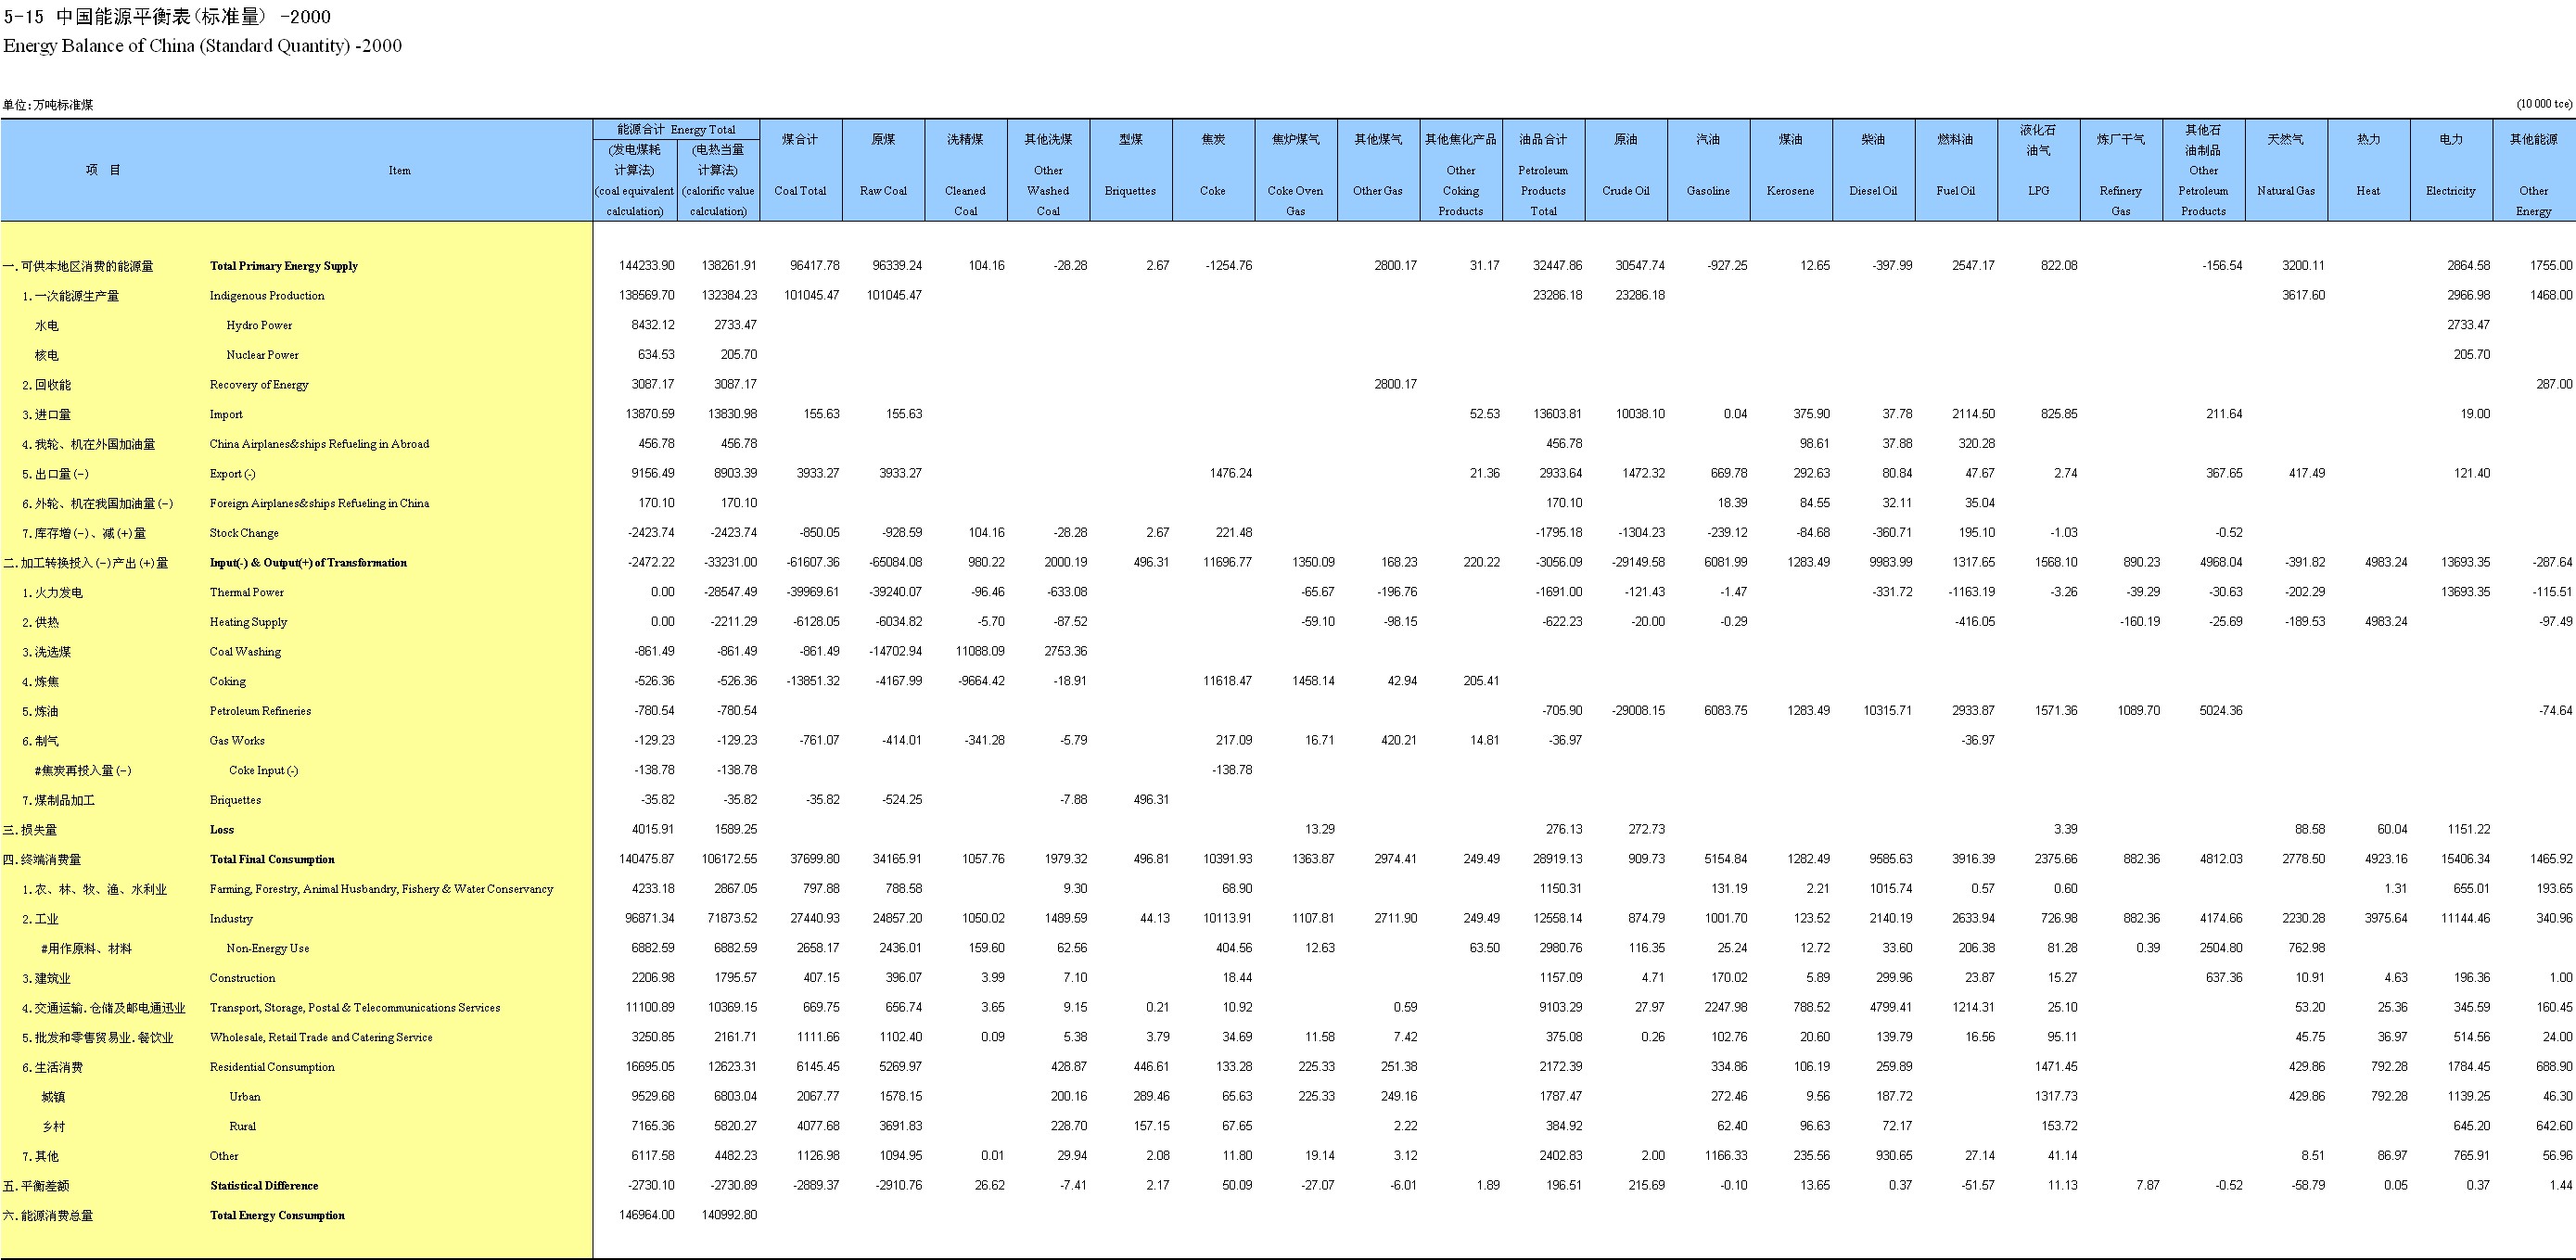 5-15 中国能源平衡表(标准量) -2000
Energy Balance of China (Standard Quantity) -2000
单位:万吨标准煤 (10 000 tce)
能源合计 Energy Total
项 目 Item (发电煤耗计算法) (coal equivalent calculation) (电热当量计算法) (calorific value calculation) 煤合计 Coal Total 原煤 Raw Coal 洗精煤 Cleaned Coal 其他洗煤 Other Washed Coal 型煤 Briquettes 焦炭 Coke 焦炉煤气 Coke Oven Gas 其他煤气 Other Gas 其他焦化产品 Other Coking Products 油品合计 Petroleum Products Total 原油 Crude Oil 汽油 Gasoline 煤油 Kerosene 柴油 Diesel Oil 燃料油 Fuel Oil 液化石油气 LPG 炼厂干气 Refinery Gas 其他石油制品 Other Petroleum Products 天然气 Natural Gas 热力 Heat 电力 Electricity 其他能源 Other Energy
一.可供本地区消费的能源量 Total Primary Energy Supply 144233.90 138261.91 96417.78 96339.24 104.16 -28.28 2.67 -1254.76 2800.17 31.17 32447.86 30547.74 -927.25 12.65 -397.99 2547.17 822.08 -156.54 3200.11 2864.58 1755.00
1.一次能源生产量 Indigenous Production 138569.70 132384.23 101045.47 101045.47 23286.18 23286.18 3617.60 2966.98 1468.00
水电 Hydro Power 8432.12 2733.47 2733.47
核电 Nuclear Power 634.53 205.70 205.70
2.回收能 Recovery of Energy 3087.17 3087.17 2800.17 287.00
3.进口量 Import 13870.59 13830.98 155.63 155.63 52.53 13603.81 10038.10 0.04 375.90 37.78 2114.50 825.85 211.64 19.00
4.我轮、机在外国加油量 China Airplanes&ships Refueling in Abroad 456.78 456.78 456.78 98.61 37.88 320.28
5.出口量(-) Export (-) 9156.49 8903.39 3933.27 3933.27 1476.24 21.36 2933.64 1472.32 669.78 292.63 80.84 47.67 2.74 367.65 417.49 121.40
6.外轮、机在我国加油量(-) Foreign Airplanes&ships Refueling in China 170.10 170.10 170.10 18.39 84.55 32.11 35.04
7.库存增(-)、减(+)量 Stock Change -2423.74 -2423.74 -850.05 -928.59 104.16 -28.28 2.67 221.48 -1795.18 -1304.23 -239.12 -84.68 -360.71 195.10 -1.03 -0.52
二.加工转换投入(-)产出(+)量 Input(-) & Output(+) of Transformation -2472.22 -33231.00 -61607.36 -65084.08 980.22 2000.19 496.31 11696.77 1350.09 168.23 220.22 -3056.09 -29149.58 6081.99 1283.49 9983.99 1317.65 1568.10 890.23 4968.04 -391.82 4983.24 13693.35 -287.64
1.火力发电 Thermal Power 0.00 -28547.49 -39969.61 -39240.07 -96.46 -633.08 -65.67 -196.76 -1691.00 -121.43 -1.47 -331.72 -1163.19 -3.26 -39.29 -30.63 -202.29 13693.35 -115.51
2.供热 Heating Supply 0.00 -2211.29 -6128.05 -6034.82 -5.70 -87.52 -59.10 -98.15 -622.23 -20.00 -0.29 -416.05 -160.19 -25.69 -189.53 4983.24 -97.49
3.洗选煤 Coal Washing -861.49 -861.49 -861.49 -14702.94 11088.09 2753.36
4.炼焦 Coking -526.36 -526.36 -13851.32 -4167.99 -9664.42 -18.91 11618.47 1458.14 42.94 205.41
5.炼油 Petroleum Refineries -780.54 -780.54 -705.90 -29008.15 6083.75 1283.49 10315.71 2933.87 1571.36 1089.70 5024.36 -74.64
6.制气 Gas Works -129.23 -129.23 -761.07 -414.01 -341.28 -5.79 217.09 16.71 420.21 14.81 -36.97 -36.97
#焦炭再投入量(-) Coke Input (-) -138.78 -138.78 -138.78
7.煤制品加工 Briquettes -35.82 -35.82 -35.82 -524.25 -7.88 496.31
三.损失量 Loss 4015.91 1589.25 13.29 276.13 272.73 3.39 88.58 60.04 1151.22
四.终端消费量 Total Final Consumption 140475.87 106172.55 37699.80 34165.91 1057.76 1979.32 496.81 10391.93 1363.87 2974.41 249.49 28919.13 909.73 5154.84 1282.49 9585.63 3916.39 2375.66 882.36 4812.03 2778.50 4923.16 15406.34 1465.92
1.农、林、牧、渔、水利业 Farming, Forestry, Animal Husbandry, Fishery & Water Conservancy 4233.18 2867.05 797.88 788.58 9.30 68.90 1150.31 131.19 2.21 1015.74 0.57 0.60 1.31 655.01 193.65
2.工业 Industry 96871.34 71873.52 27440.93 24857.20 1050.02 1489.59 44.13 10113.91 1107.81 2711.90 249.49 12558.14 874.79 1001.70 123.52 2140.19 2633.94 726.98 882.36 4174.66 2230.28 3975.64 11144.46 340.96
#用作原料、材料 Non-Energy Use 6882.59 6882.59 2658.17 2436.01 159.60 62.56 404.56 12.63 63.50 2980.76 116.35 25.24 12.72 33.60 206.38 81.28 0.39 2504.80 762.98
3.建筑业 Construction 2206.98 1795.57 407.15 396.07 3.99 7.10 18.44 1157.09 4.71 170.02 5.89 299.96 23.87 15.27 637.36 10.91 4.63 196.36 1.00
4.交通运输.仓储及邮电通迅业 Transport, Storage, Postal & Telecommunications Services 11100.89 10369.15 669.75 656.74 3.65 9.15 0.21 10.92 0.59 9103.29 27.97 2247.98 788.52 4799.41 1214.31 25.10 53.20 25.36 345.59 160.45
5.批发和零售贸易业.餐饮业 Wholesale, Retail Trade and Catering Service 3250.85 2161.71 1111.66 1102.40 0.09 5.38 3.79 34.69 11.58 7.42 375.08 0.26 102.76 20.60 139.79 16.56 95.11 45.75 36.97 514.56 24.00
6.生活消费 Residential Consumption 16695.05 12623.31 6145.45 5269.97 428.87 446.61 133.28 225.33 251.38 2172.39 334.86 106.19 259.89 1471.45 429.86 792.28 1784.45 688.90
城镇 Urban 9529.68 6803.04 2067.77 1578.15 200.16 289.46 65.63 225.33 249.16 1787.47 272.46 9.56 187.72 1317.73 429.86 792.28 1139.25 46.30
乡村 Rural 7165.36 5820.27 4077.68 3691.83 228.70 157.15 67.65 2.22 384.92 62.40 96.63 72.17 153.72 645.20 642.60
7.其他 Other 6117.58 4482.23 1126.98 1094.95 0.01 29.94 2.08 11.80 19.14 3.12 2402.83 2.00 1166.33 235.56 930.65 27.14 41.14 8.51 86.97 765.91 56.96
五.平衡差额 Statistical Difference -2730.10 -2730.89 -2889.37 -2910.76 26.62 -7.41 2.17 50.09 -27.07 -6.01 1.89 196.51 215.69 -0.10 13.65 0.37 -51.57 11.13 7.87 -0.52 -58.79 0.05 0.37 1.44
六.能源消费总量 Total Energy Consumption 146964.00 140992.80